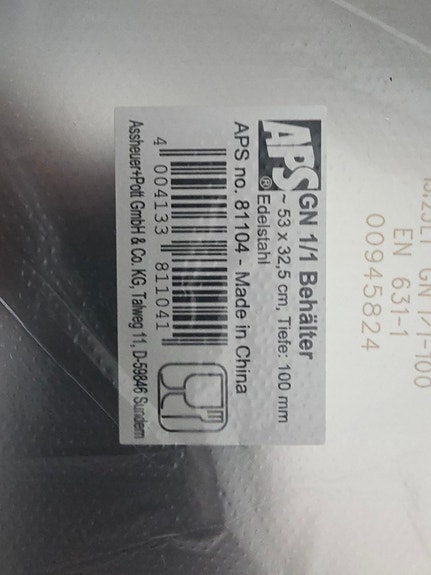 APS® GN 1/1 Behälter
~ 53 x 32,5 cm, Tiefe: 100 mm
Edelstahl
APS no. 81104 - Made in China
4 004133 811041
Assheuer+Pott GmbH & Co. KG, Talweg 11, D-59846 Sundern
GN 1/1-100
EN 631-1
00945824